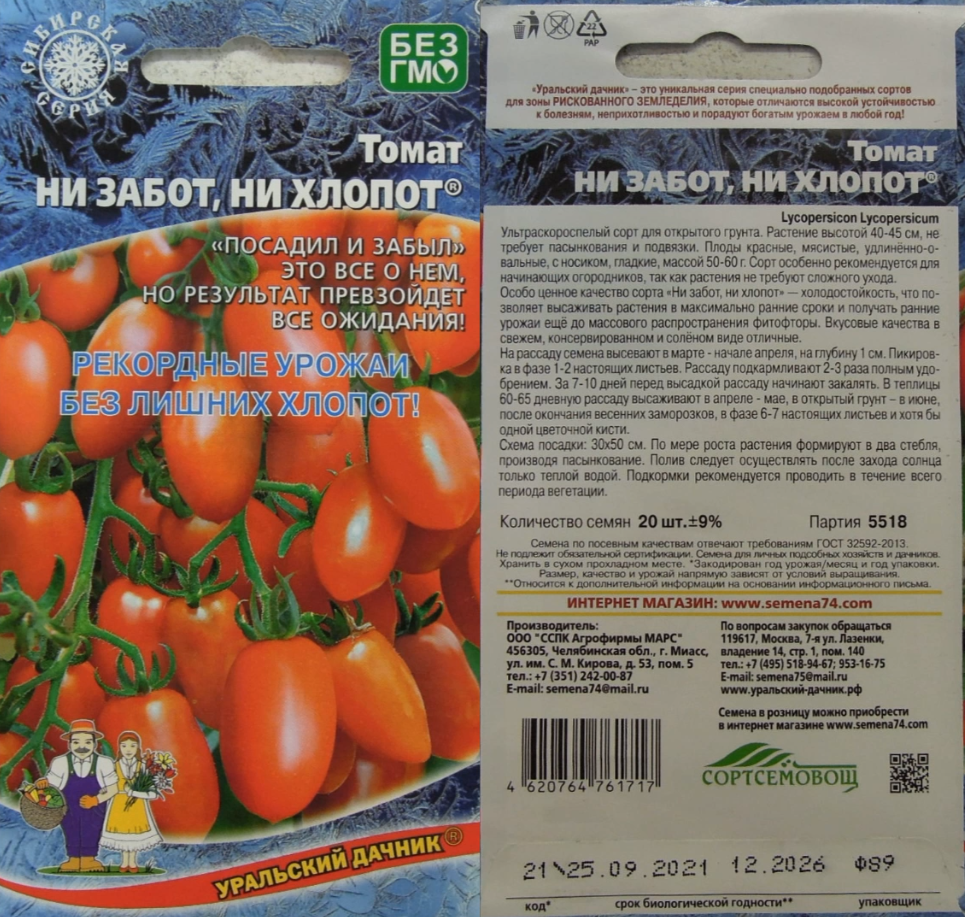 СИБИРСКАЯ
СЕРИЯ
БЕЗ
ГМО
Томат
НИ ЗАБОТ, НИ ХЛОПОТ®
«ПОСАДИЛ И ЗАБЫЛ»
ЭТО ВСЕ О НЕМ,
НО РЕЗУЛЬТАТ ПРЕВЗОЙДЕТ
ВСЕ ОЖИДАНИЯ!
РЕКОРДНЫЕ УРОЖАИ
БЕЗ ЛИШНИХ ХЛОПОТ!
УРАЛЬСКИЙ ДАЧНИК®
22
PAP
«Уральский дачник» – это уникальная серия специально подобранных сортов
для зоны РИСКОВАННОГО ЗЕМЛЕДЕЛИЯ, которые отличаются высокой устойчивостью
к болезням, неприхотливостью и порадуют богатым урожаем в любой год!
Томат
НИ ЗАБОТ, НИ ХЛОПОТ®
Lycopersicon Lycopersicum
Ультраскороспелый сорт для открытого грунта. Растение высотой 40-45 см, не
требует пасынкования и подвязки. Плоды красные, мясистые, удлинённо-о-
вальные, с носиком, гладкие, массой 50-60 г. Сорт особенно рекомендуется для
начинающих огородников, так как растения не требуют сложного ухода.
Особо ценное качество сорта «Ни забот, ни хлопот» — холодостойкость, что по-
зволяет высаживать растения в максимально ранние сроки и получать ранние
урожаи ещё до массового распространения фитофторы. Вкусовые качества в
свежем, консервированном и солёном виде отличные.
На рассаду семена высевают в марте - начале апреля, на глубину 1 см. Пикиров-
ка в фазе 1-2 настоящих листьев. Рассаду подкармливают 2-3 раза полным удо-
брением. За 7-10 дней перед высадкой рассаду начинают закалять. В теплицы
60-65 дневную рассаду высаживают в апреле - мае, в открытый грунт – в июне,
после окончания весенних заморозков, в фазе 6-7 настоящих листьев и хотя бы
одной цветочной кисти.
Схема посадки: 30х50 см. По мере роста растения формируют в два стебля,
производя пасынкование. Полив следует осуществлять после захода солнца
только теплой водой. Подкормки рекомендуется проводить в течение всего
периода вегетации.
Количество семян 20 шт.±9% Партия 5518
Семена по посевным качествам отвечают требованиям ГОСТ 32592-2013.
Не подлежит обязательной сертификации. Семена для личных подсобных хозяйств и дачников.
Хранить в сухом прохладном месте. *Закодирован год урожая/месяц и год упаковки.
Размер, качество и урожай напрямую зависят от условий выращивания.
**Относится к дополнительной информации на основании информационного письма.
ИНТЕРНЕТ МАГАЗИН: www.semena74.com
Производитель:
ООО "ССПК Агрофирмы МАРС"
456305, Челябинская обл., г. Миасс,
ул. им. С. М. Кирова, д. 53, пом. 5
тел.: +7 (351) 242-00-87
E-mail: semena74@mail.ru
По вопросам закупок обращаться
119617, Москва, 7-я ул. Лазенки,
владение 14, стр. 1, пом. 140
тел.: +7 (495) 518-94-67; 953-16-75
E-mail: semena75@mail.ru
www.уральский-дачник.рф
Семена в розницу можно приобрести
в интернет магазине www.semena74.com
4 620764 761717
СОРТСЕМОВОЩ
21\25.09.2021 12.2026 Ф89
код* срок биологической годности** упаковщик